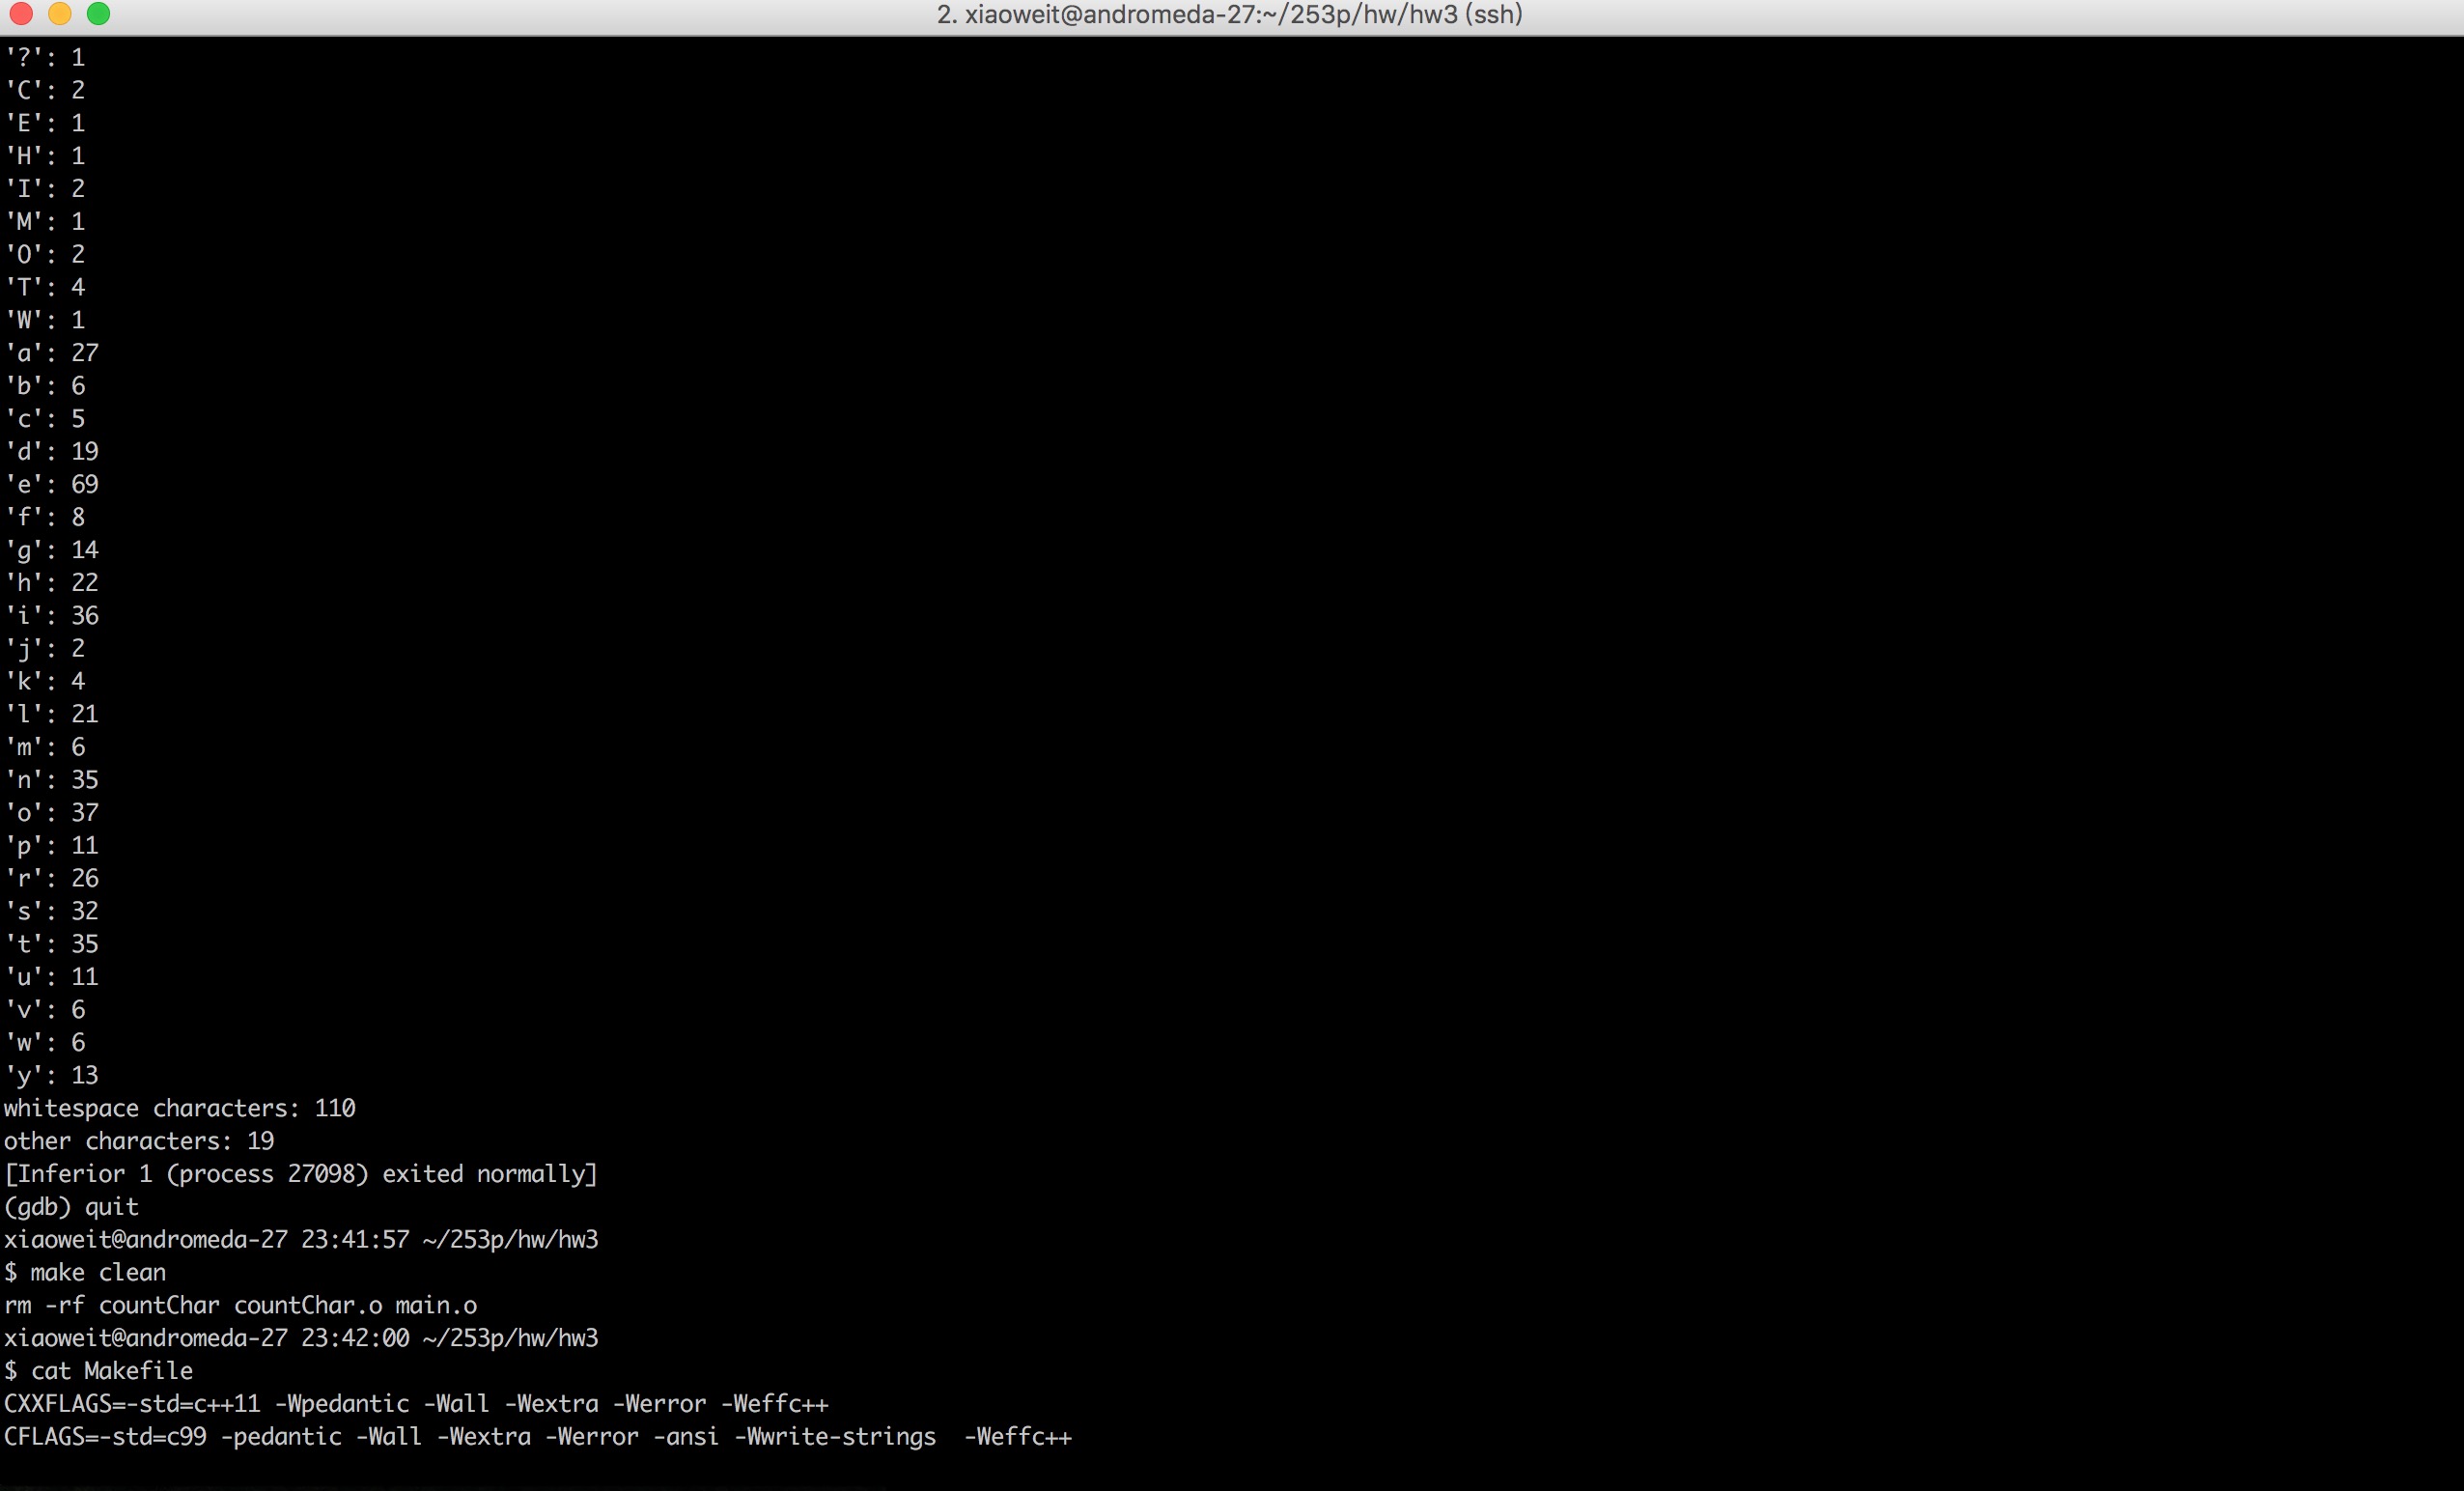 2. xiaoweit@andromeda-27:~/253p/hw/hw3 (ssh)
'?': 1
'C': 2
'E': 1
'H': 1
'I': 2
'M': 1
'O': 2
'T': 4
'W': 1
'a': 27
'b': 6
'c': 5
'd': 19
'e': 69
'f': 8
'g': 14
'h': 22
'i': 36
'j': 2
'k': 4
'l': 21
'm': 6
'n': 35
'o': 37
'p': 11
'r': 26
's': 32
't': 35
'u': 11
'v': 6
'w': 6
'y': 13
whitespace characters: 110
other characters: 19
[Inferior 1 (process 27098) exited normally]
(gdb) quit
xiaoweit@andromeda-27 23:41:57 ~/253p/hw/hw3
$ make clean
rm -rf countChar countChar.o main.o
xiaoweit@andromeda-27 23:42:00 ~/253p/hw/hw3
$ cat Makefile
CXXFLAGS=-std=c++11 -Wpedantic -Wall -Wextra -Werror -Weffc++
CFLAGS=-std=c99 -pedantic -Wall -Wextra -Werror -ansi -Wwrite-strings  -Weffc++